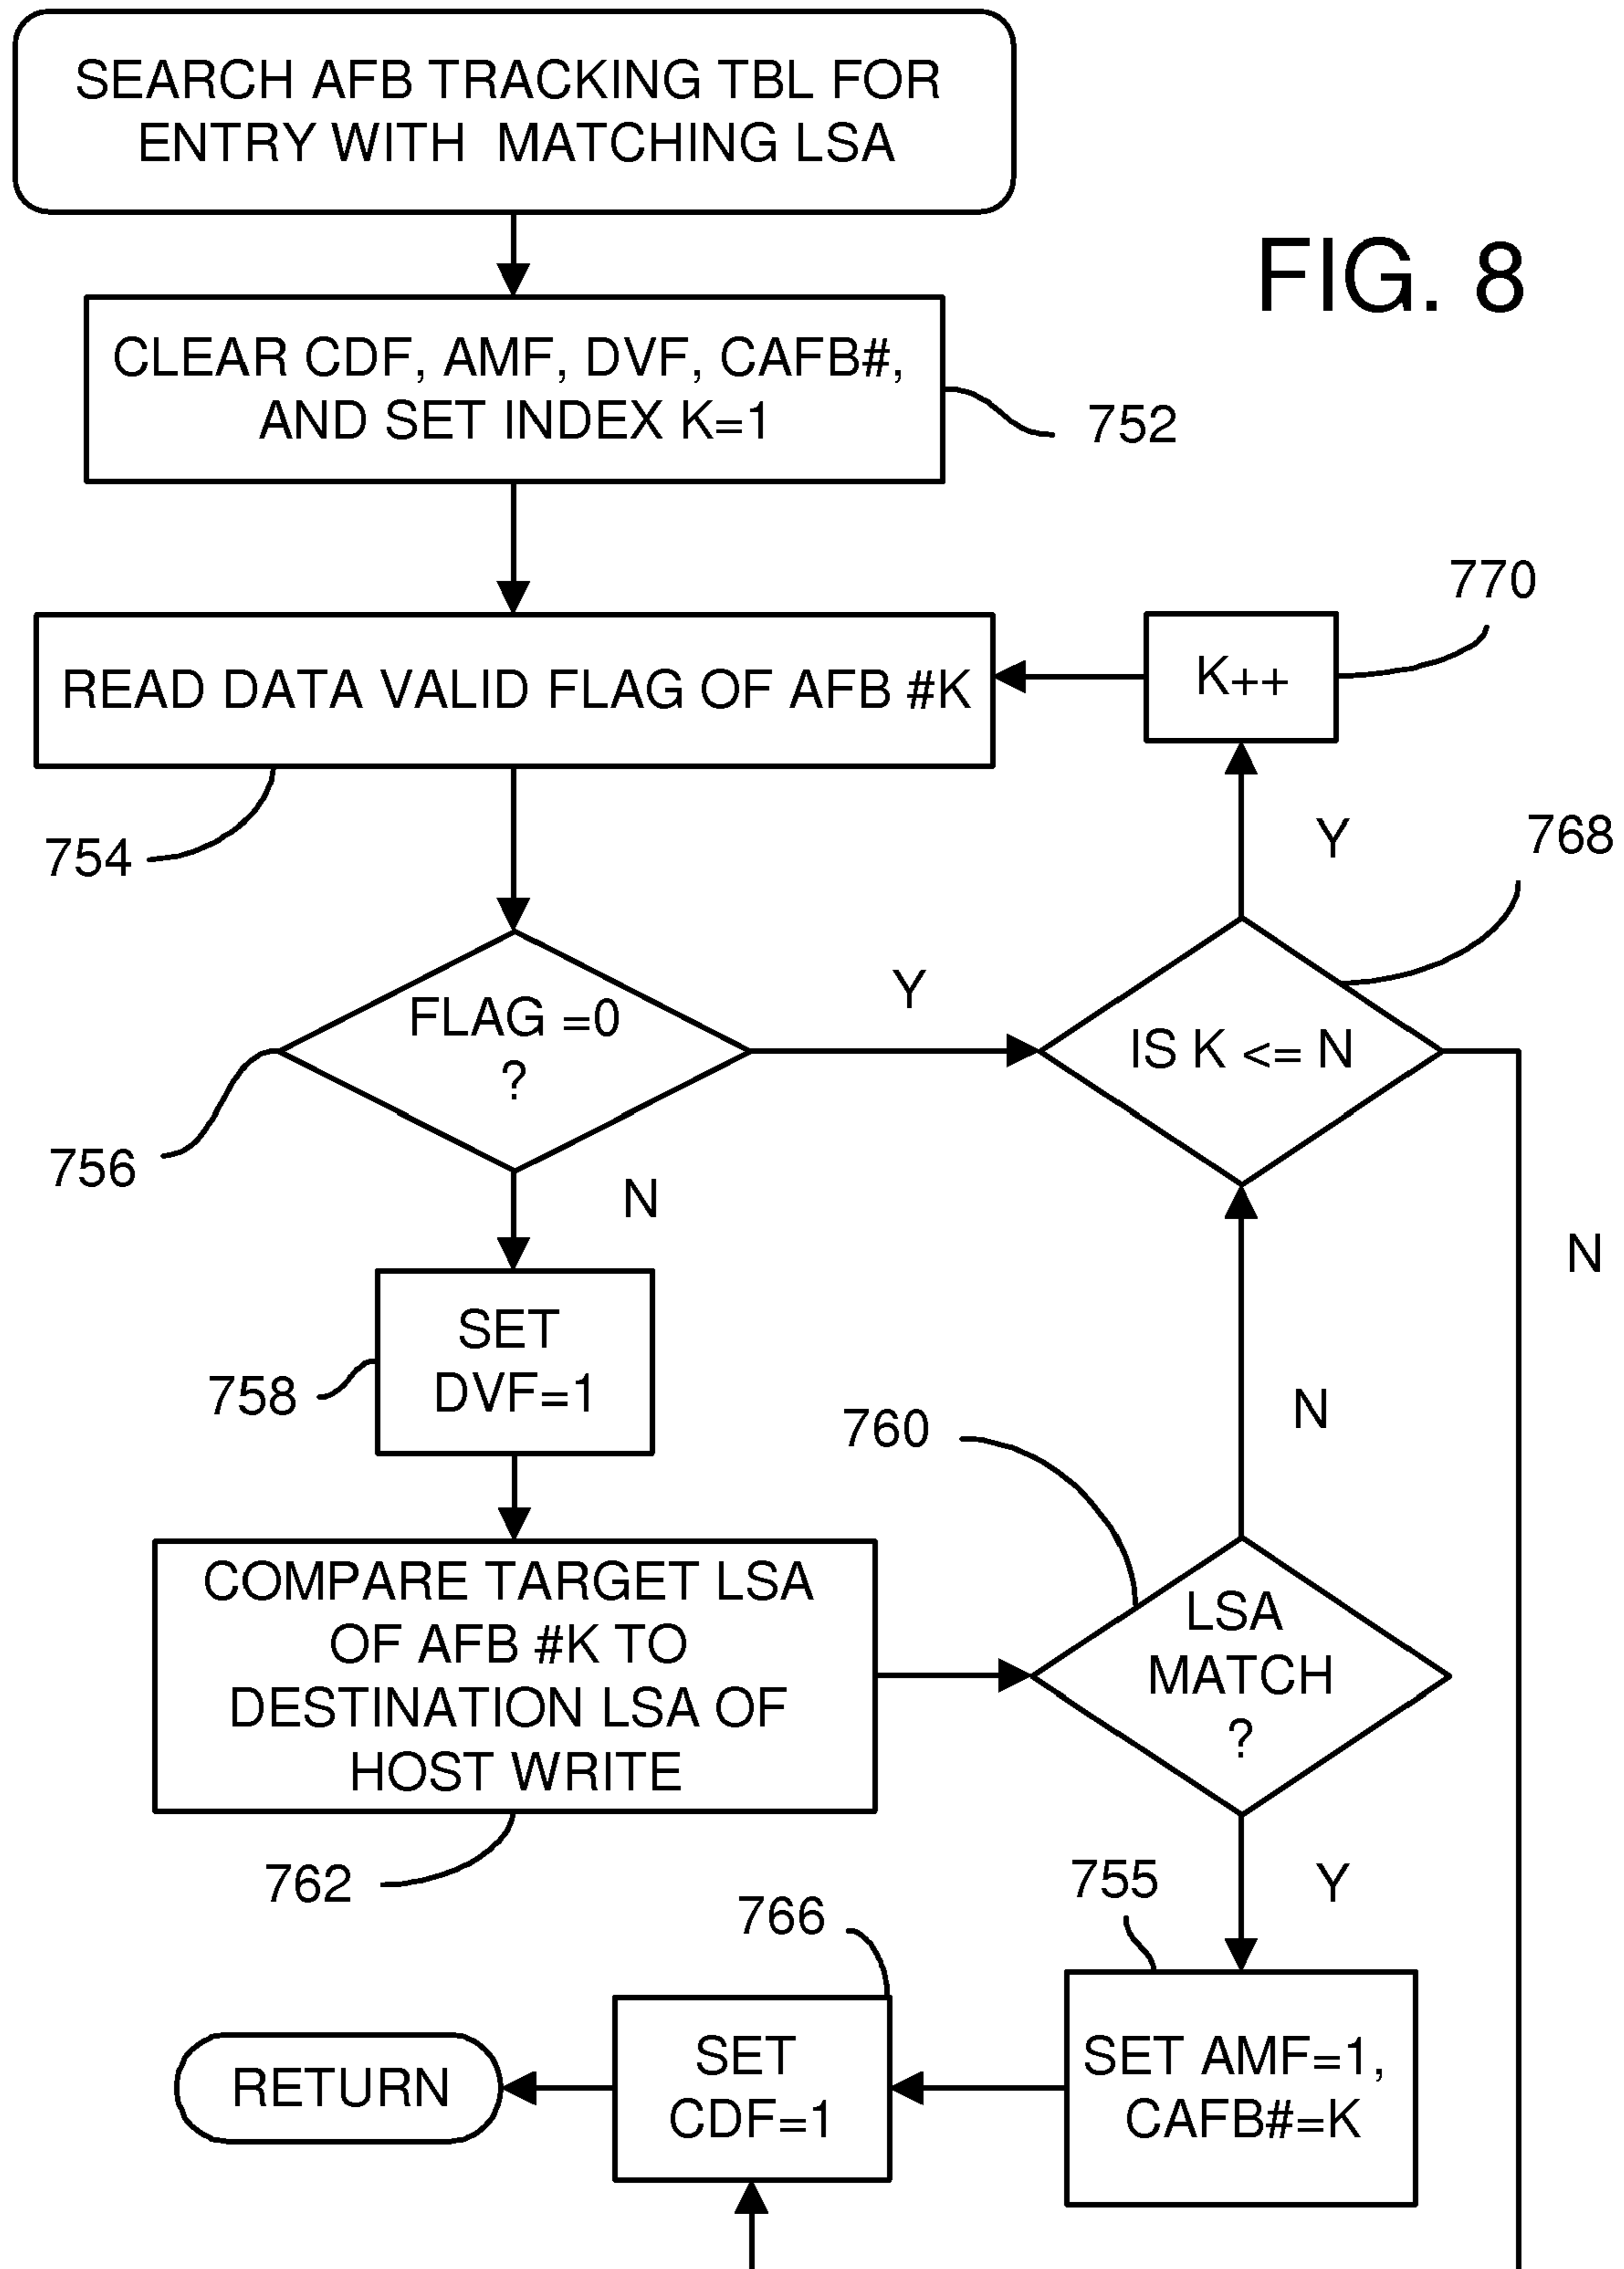 SEARCH AFB TRACKING TBL FOR
ENTRY WITH MATCHING LSA
FIG. 8
CLEAR CDF, AMF, DVF, CAFB#,
AND SET INDEX K=1
752
770
READ DATA VALID FLAG OF AFB #K
K++
754
Y
768
FLAG =0
?
Y
IS K <= N
756
N
N
SET
DVF=1
758
760
N
COMPARE TARGET LSA
OF AFB #K TO
DESTINATION LSA OF
HOST WRITE
LSA
MATCH
?
762
755
Y
766
RETURN
SET
CDF=1
SET AMF=1,
CAFB#=K